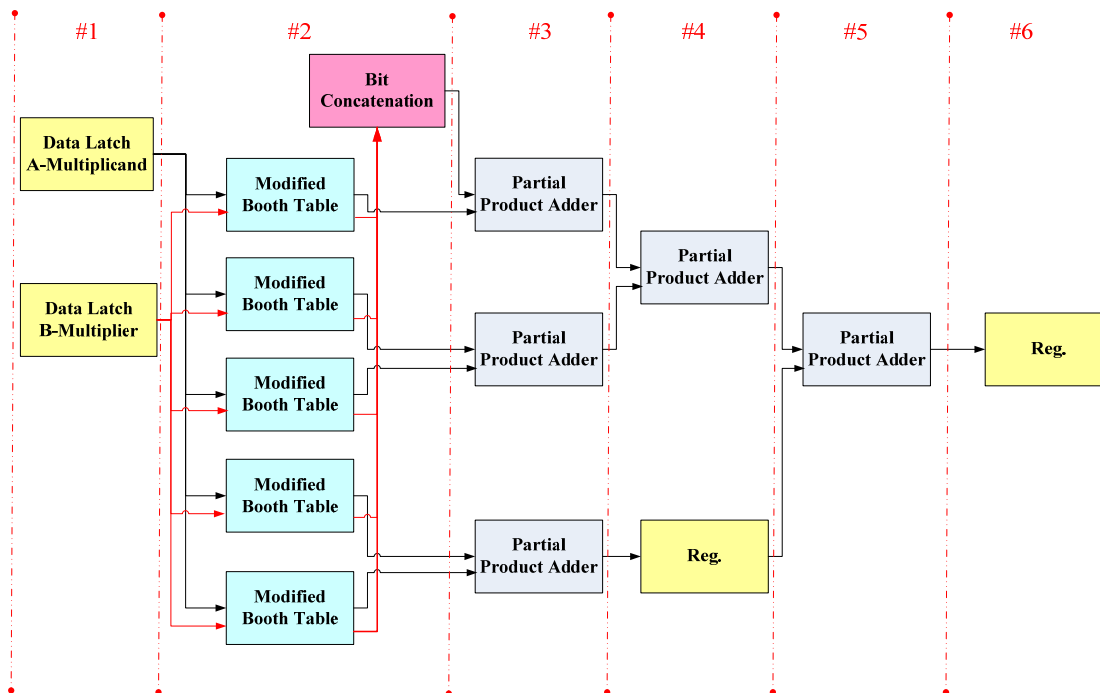 #1
#2
#3
#4
#5
#6
Bit
Concatenation
Data Latch
A-Multiplicand
Data Latch
B-Multiplier
Modified
Booth Table
Modified
Booth Table
Modified
Booth Table
Modified
Booth Table
Modified
Booth Table
Partial
Product Adder
Partial
Product Adder
Partial
Product Adder
Partial
Product Adder
Reg.
Partial
Product Adder
Reg.